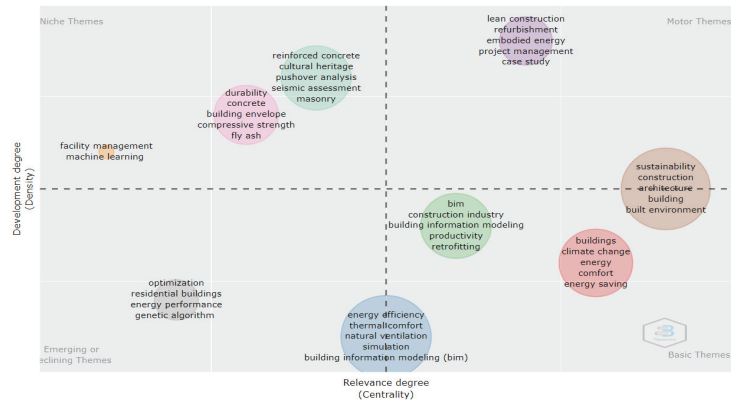 Niche Themes
Motor Themes
lean construction
refurbishment
embodied energy
project management
case study
reinforced concrete
cultural heritage
pushover analysis
seismic assessment
masonry
durability
concrete
building envelope
compressive strength
fly ash
facility management
machine learning
sustainability
construction
architecture
building
built environment
Development degree
(Density)
bim
construction industry
building information modeling
productivity
retrofitting
buildings
climate change
energy
comfort
energy saving
optimization
residential buildings
energy performance
genetic algorithm
energy efficiency
thermal comfort
natural ventilation
simulation
building information modeling (bim)
Emerging or
eclining Themes
Basic Themes
Relevance degree
(Centrality)